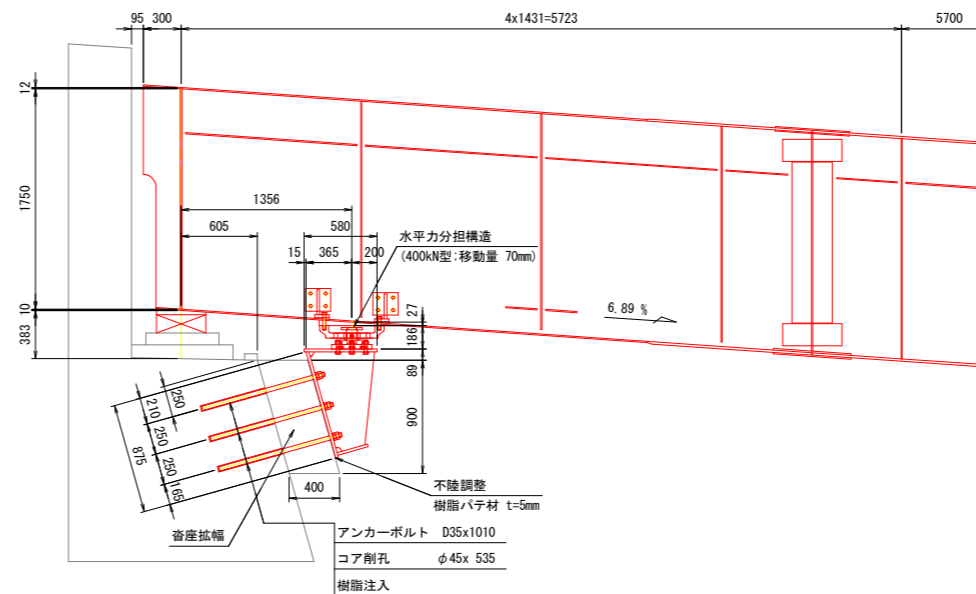 95
300
4x1431=5723
5700
12
1750
10
383
1356
605
580
15
365
200
水平力分担構造
(400kN型:移動量 70mm)
27
186
89
900
6.89 %
250
210
250
250
165
875
400
不陸調整
樹脂パテ材 t=5mm
沓座拡幅
アンカーボルト D35x1010
コア削孔 φ45x 535
樹脂注入